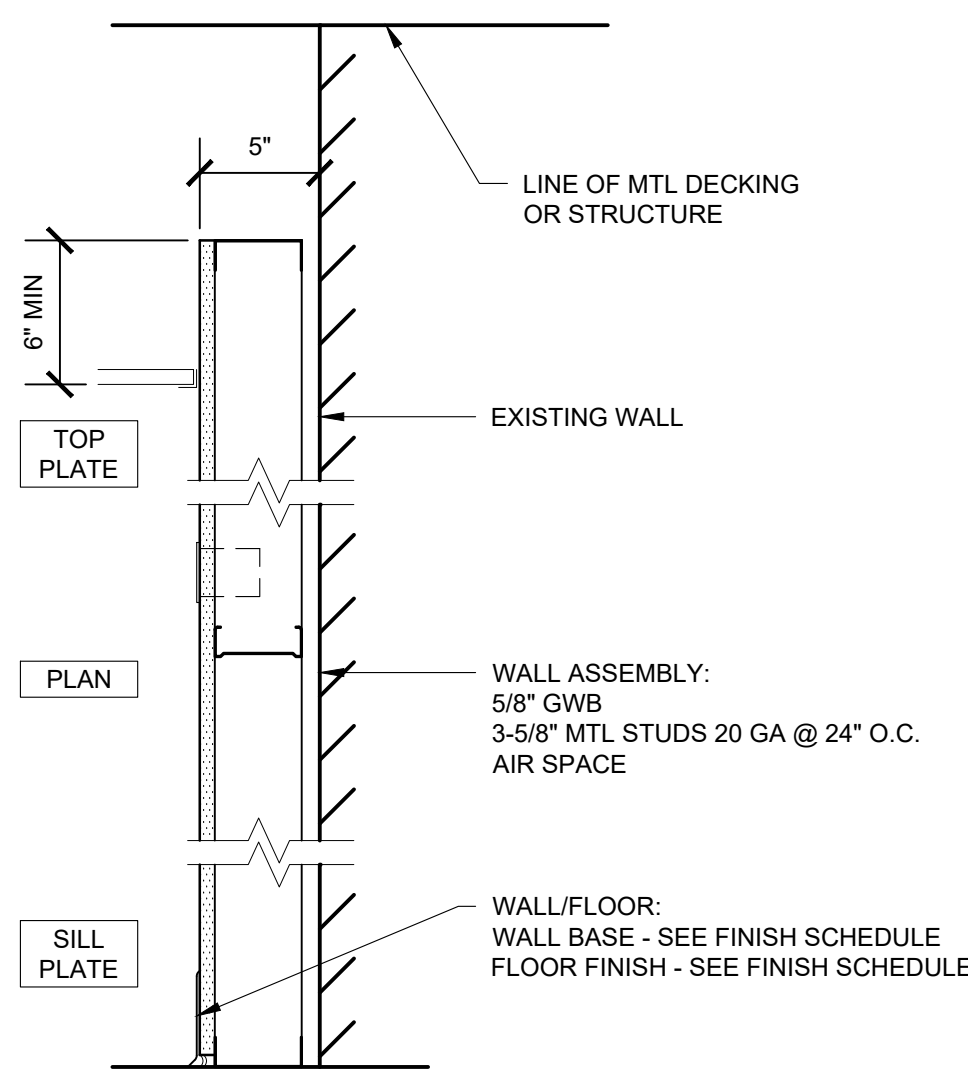 5"
LINE OF MTL DECKING
OR STRUCTURE
6" MIN
EXISTING WALL
TOP
PLATE
PLAN
WALL ASSEMBLY:
5/8" GWB
3-5/8" MTL STUDS 20 GA @ 24" O.C.
AIR SPACE
SILL
PLATE
WALL/FLOOR:
WALL BASE - SEE FINISH SCHEDULE
FLOOR FINISH - SEE FINISH SCHEDULE